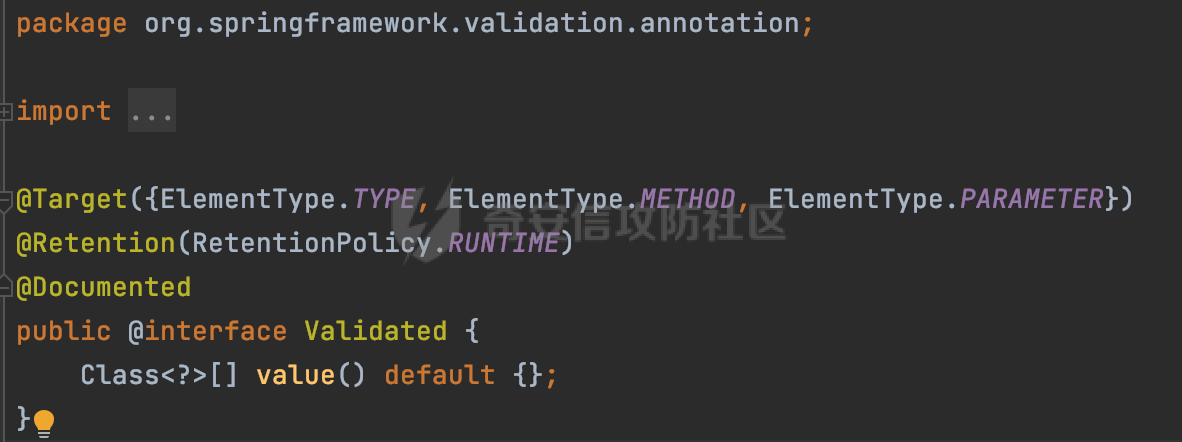 package org.springframework.validation.annotation;
import ...
@Target({ElementType.TYPE, ElementType.METHOD, ElementType.PARAMETER})
奇安信攻防社区
@Retention(RetentionPolicy.RUNTIME)
@Documented
public @interface Validated {
    Class<?>[] value() default {};
}